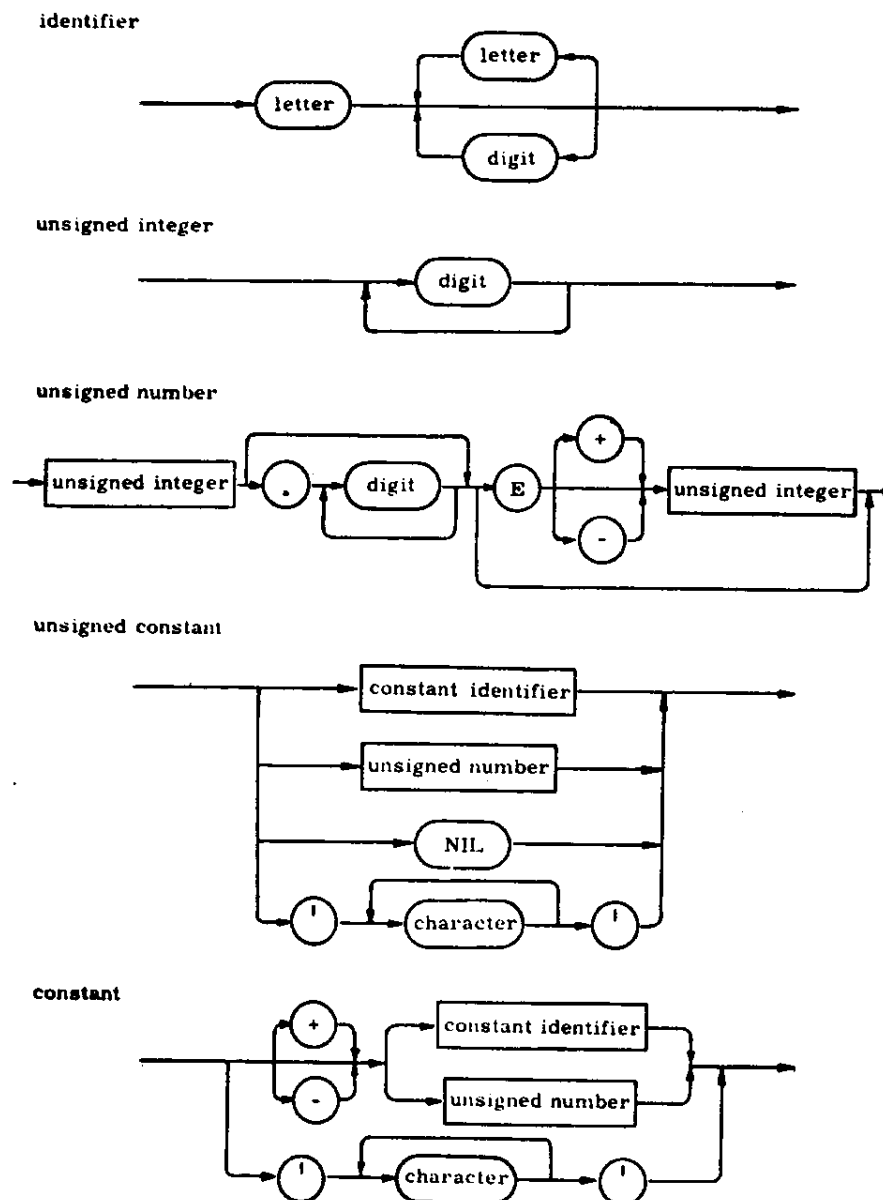 identifier
letter
letter
digit
unsigned integer
digit
unsigned number
+
unsigned integer . digit E unsigned integer
-
unsigned constant
constant identifier
unsigned number
NIL
' character '
constant
+ constant identifier
- unsigned number
' character '